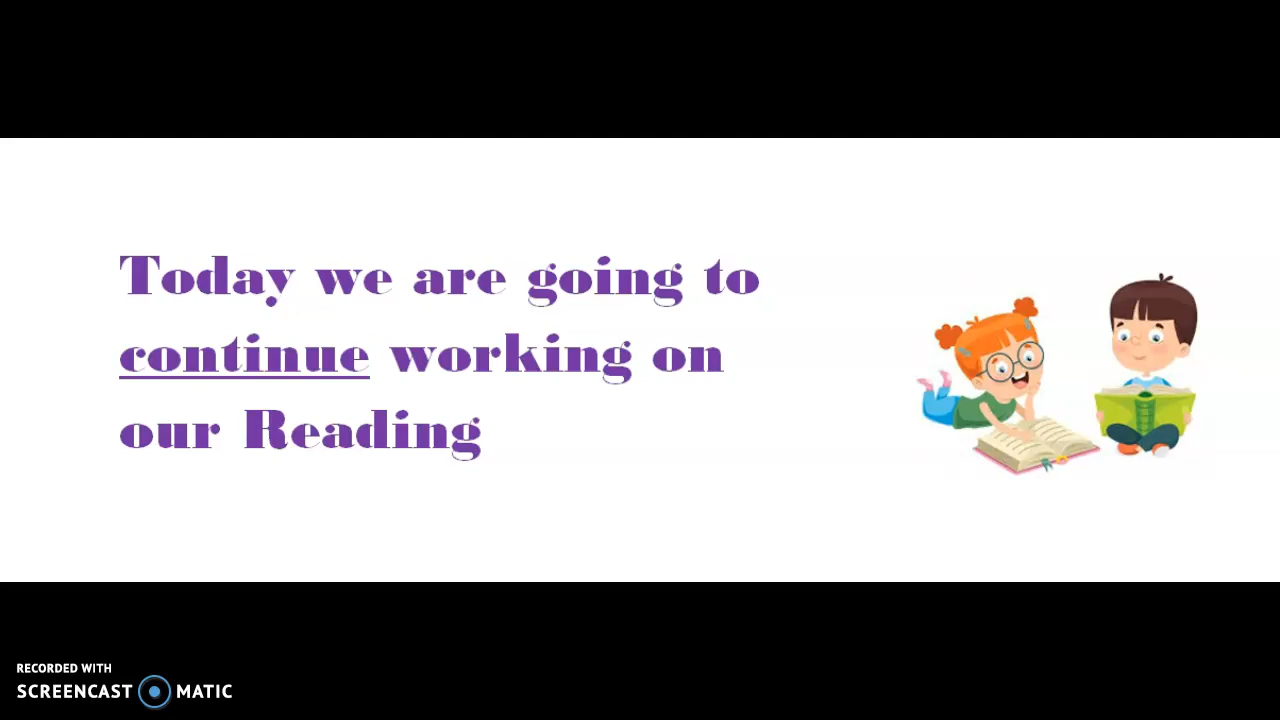 Today we are going to
continue working on
our Reading
RECORDED WITH
SCREENCAST MATIC